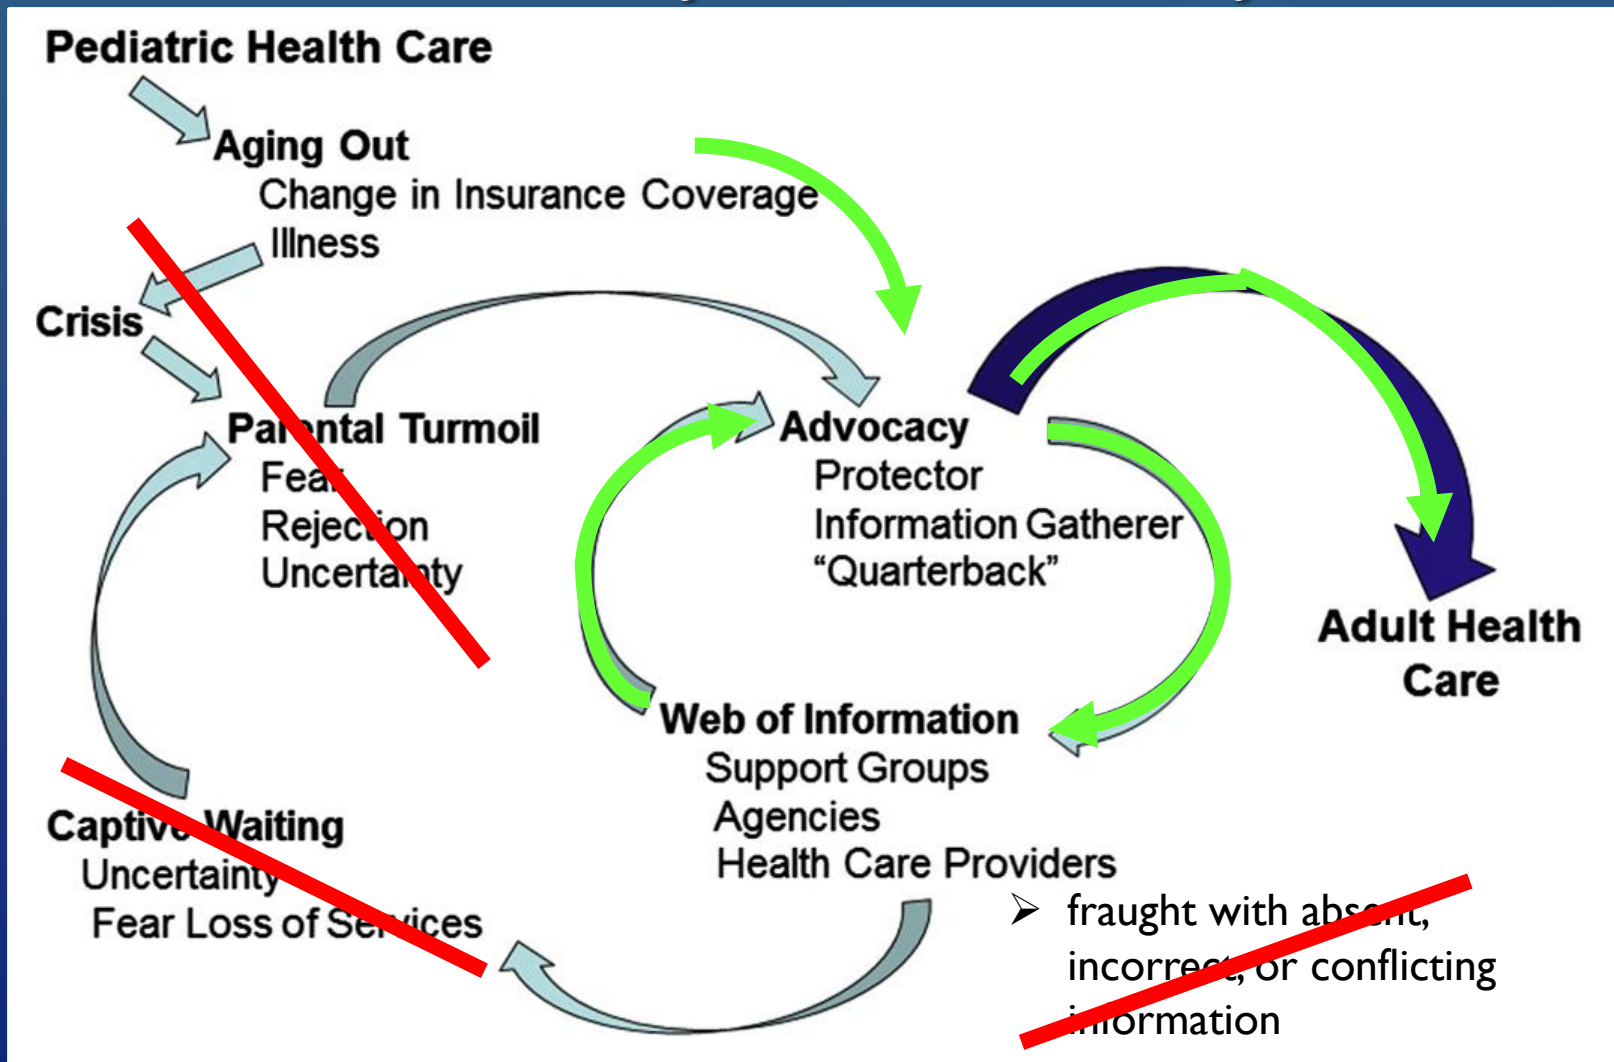 Pediatric Health Care
Aging Out
Change in Insurance Coverage
Illness
Crisis
Parental Turmoil
Fear
Rejection
Uncertainty
Advocacy
Protector
Information Gatherer
“Quarterback”
Adult Health
Care
Web of Information
Support Groups
Agencies
Health Care Providers
Captive Waiting
Uncertainty
Fear Loss of Services
➢ fraught with absent,
incorrect, or conflicting
information